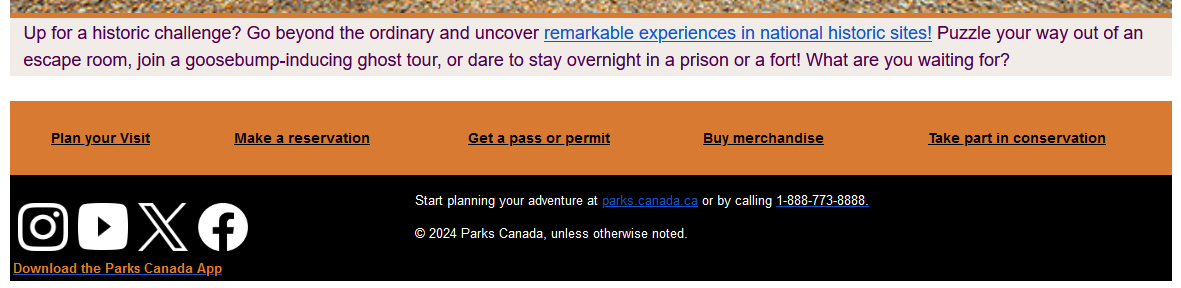 Up for a historic challenge? Go beyond the ordinary and uncover remarkable experiences in national historic sites! Puzzle your way out of an
escape room, join a goosebump-inducing ghost tour, or dare to stay overnight in a prison or a fort! What are you waiting for?
Plan your Visit Make a reservation Get a pass or permit Buy merchandise Take part in conservation
Start planning your adventure at parks.canada.ca or by calling 1-888-773-8888.
© 2024 Parks Canada, unless otherwise noted.
Download the Parks Canada App